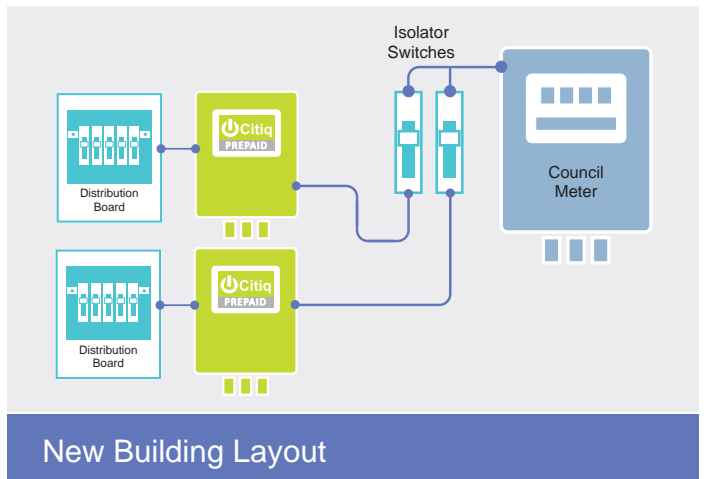 Isolator
Switches
Citiq
PREPAID
Council
Meter
Distribution
Board
Citiq
PREPAID
Distribution
Board
New Building Layout